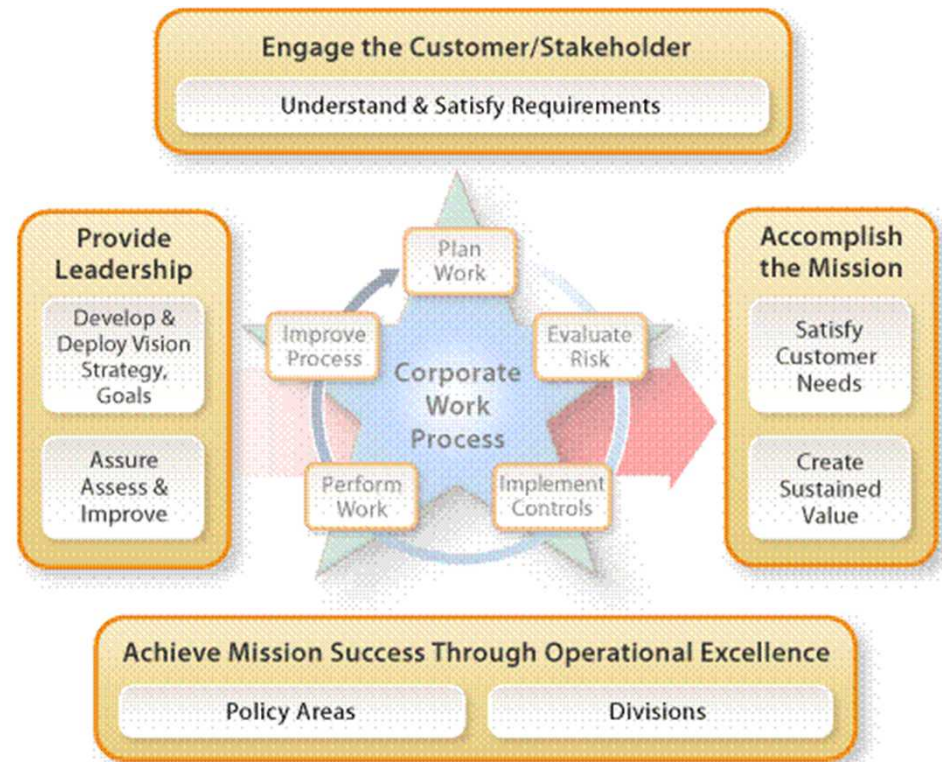 Engage the Customer/Stakeholder
Understand & Satisfy Requirements
Provide
Leadership
Develop &
Deploy Vision
Strategy,
Goals
Assure
Assess &
Improve
Plan
Work
Improve
Process
Evaluate
Risk
Corporate
Work
Process
Perform
Work
Implement
Controls
Accomplish
the Mission
Satisfy
Customer
Needs
Create
Sustained
Value
Achieve Mission Success Through Operational Excellence
Policy Areas
Divisions